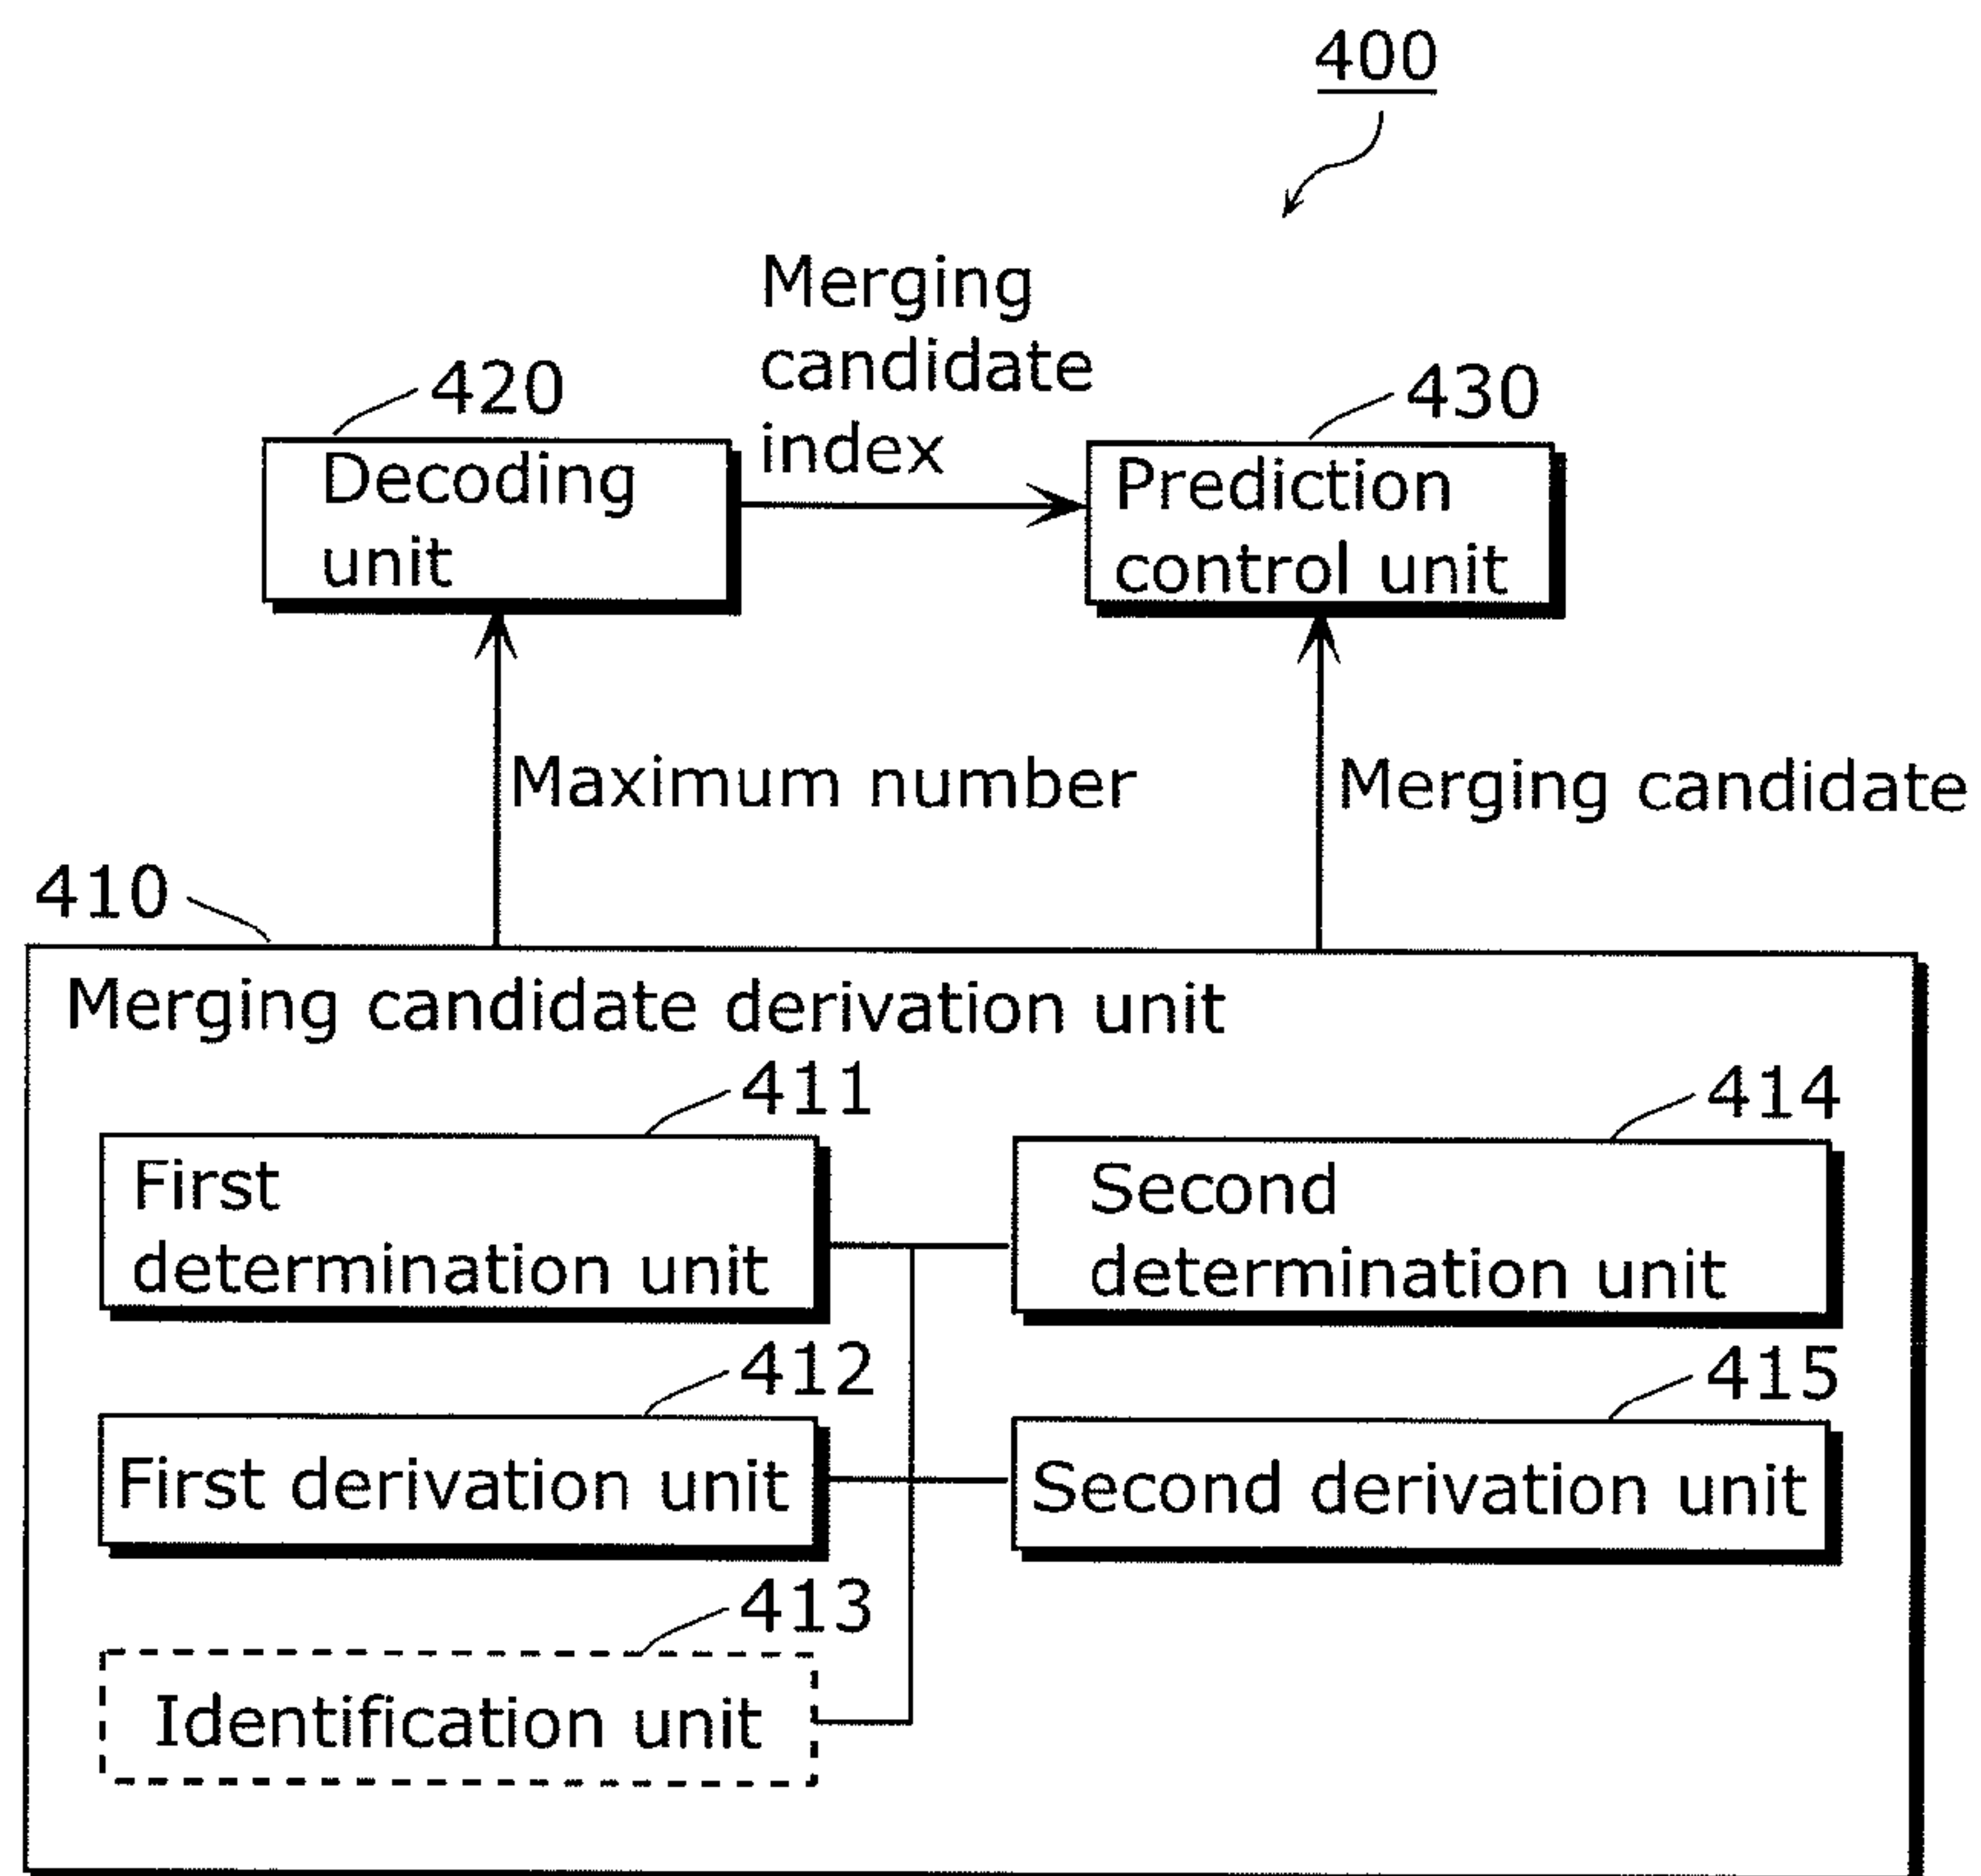 400
Merging
candidate
index
420
430
Decoding
unit
Prediction
control unit
Maximum number
Merging candidate
410
Merging candidate derivation unit
411
414
First
determination unit
Second
determination unit
412
415
First derivation unit
Second derivation unit
413
Identification unit